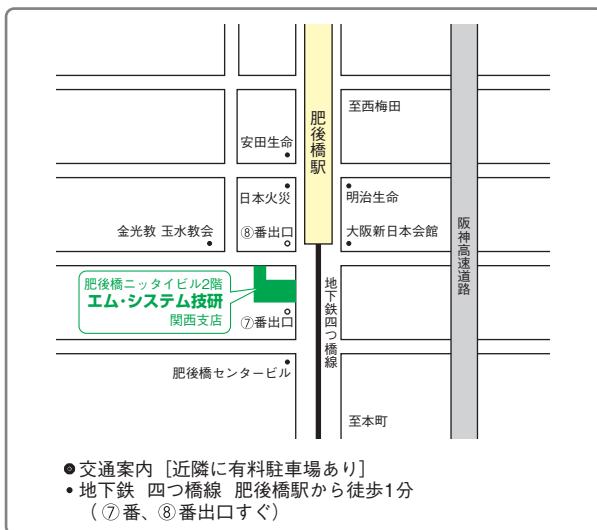 至西梅田
肥後橋駅
安田生命
日本火災
明治生命
金光教 玉水教会
⑧番出口
大阪新日本会館
阪神高速道路
肥後橋ニッタイビル2階
エム・システム技研
関西支店
⑦番出口
地下鉄四つ橋線
肥後橋センタービル
至本町
●交通案内［近隣に有料駐車場あり］
•地下鉄 四つ橋線 肥後橋駅から徒歩1分
（⑦番、⑧番出口すぐ）